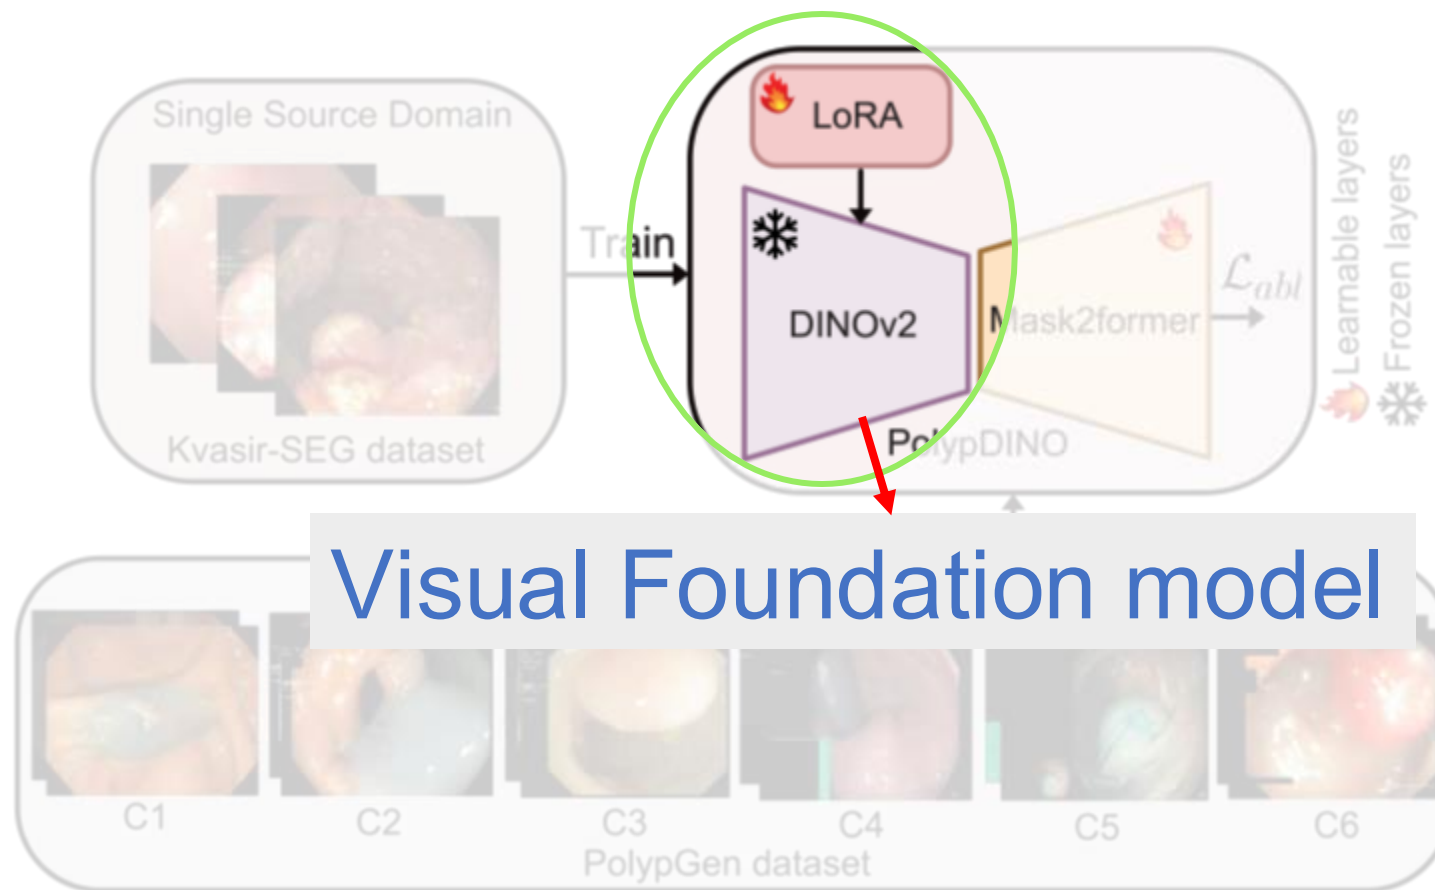 Single Source Domain
Kvasir-SEG dataset
Train
LoRA
DINOv2
Mask2former
PolypDINO
ℒabl
Learnable layers
Frozen layers
Visual Foundation model
C1
C2
C3
C4
C5
C6
PolypGen dataset